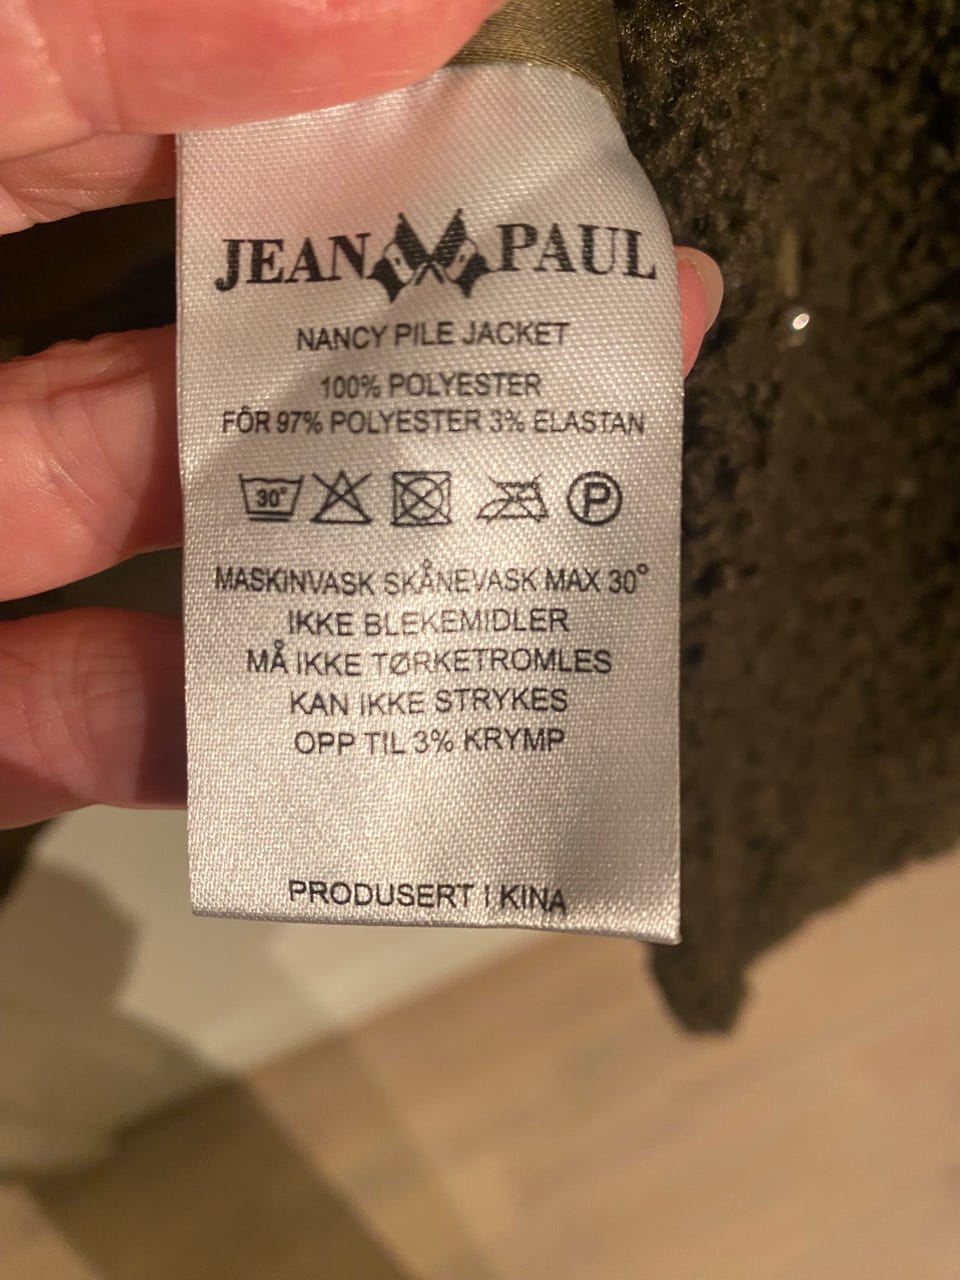 JEAN PAUL
NANCY PILE JACKET
100% POLYESTER
FÔR 97% POLYESTER 3% ELASTAN
30° P
MASKINVASK SKÅNEVASK MAX 30°
IKKE BLEKEMIDLER
MÅ IKKE TØRKETROMLES
KAN IKKE STRYKES
OPP TIL 3% KRYMP
PRODUSERT I KINA